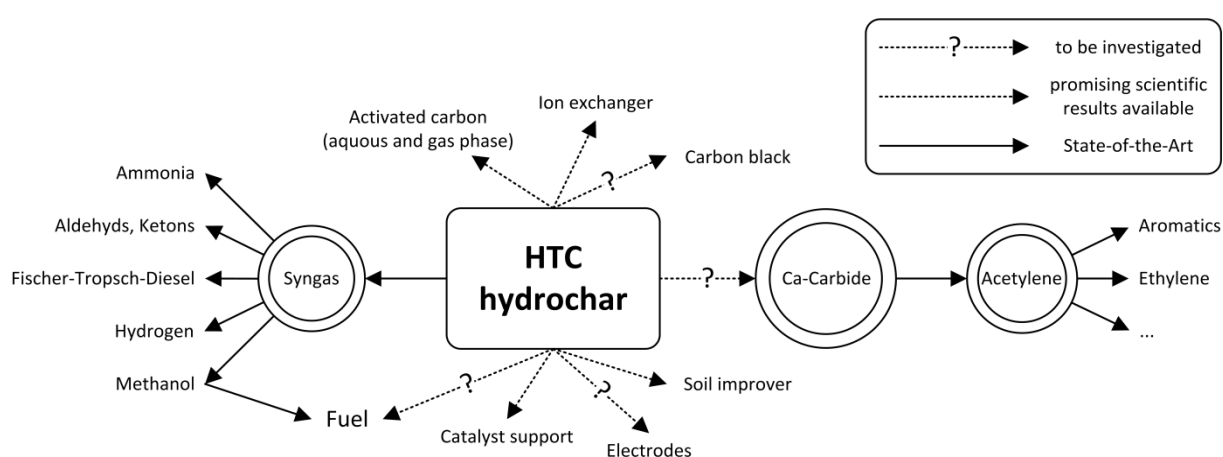 ?
to be investigated
promising scientific
results available
State-of-the-Art
Ion exchanger
Activated carbon
(aquous and gas phase)
?
Carbon black
Ammonia
Aldehyds, Ketons
Fischer-Tropsch-Diesel
Hydrogen
Methanol
Syngas
HTC
hydrochar
?
Ca-Carbide
Acetylene
Aromatics
Ethylene
...
?
Fuel
Catalyst support
?
Electrodes
Soil improver